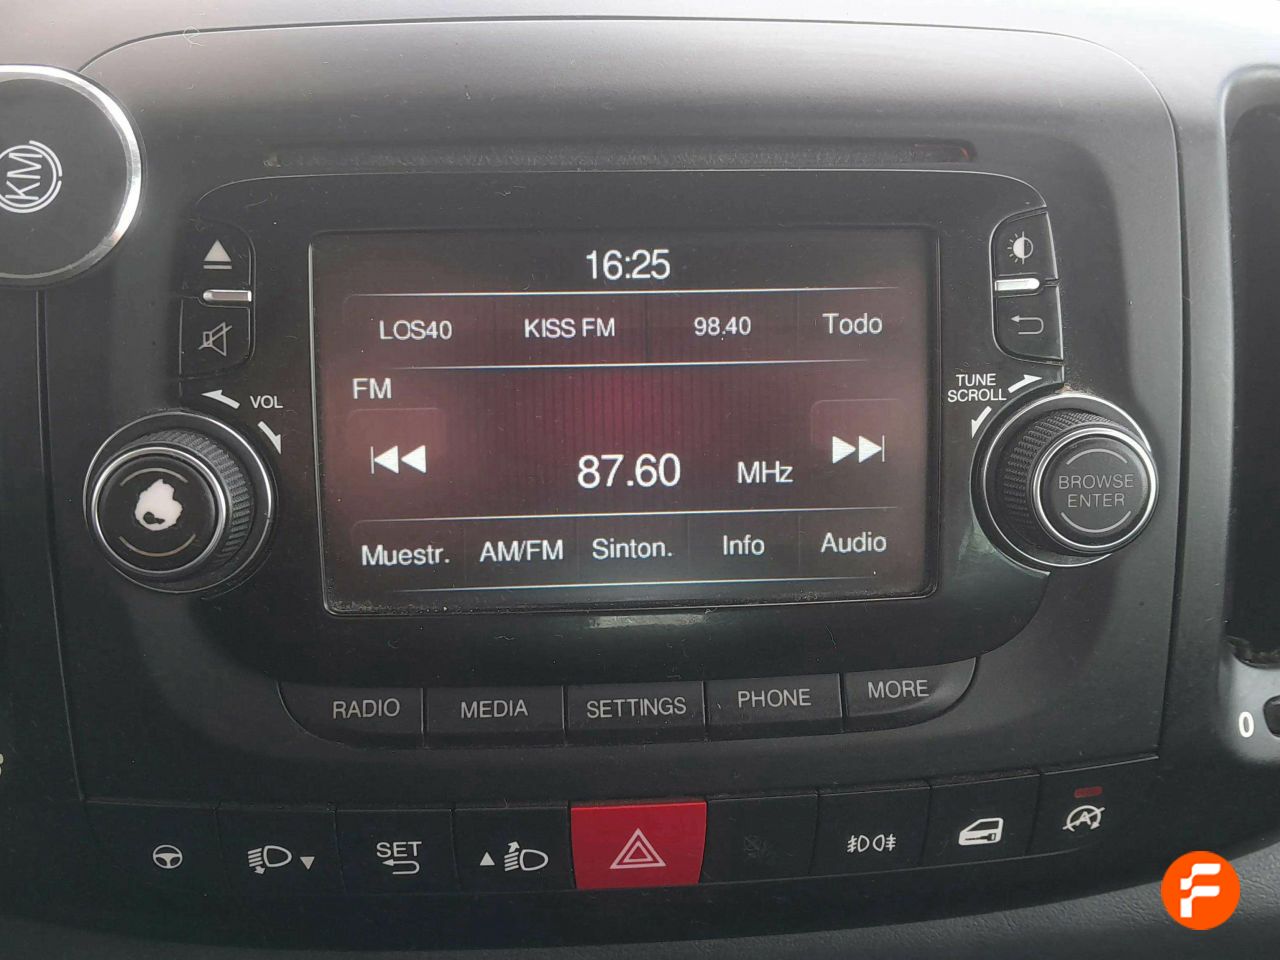 KM
16:25
LOS40 KISS FM 98.40 Todo
FM
VOL
TUNE
SCROLL
87.60 MHz
BROWSE
ENTER
Muestr. AM/FM Sinton. Info Audio
RADIO MEDIA SETTINGS PHONE MORE
0
SET
A
F